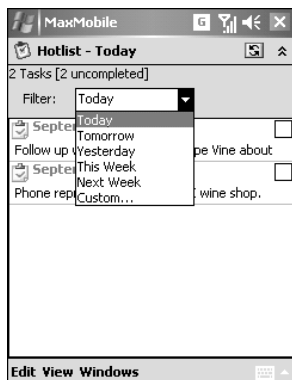 MaxMobile G
Hotlist - Today
2 Tasks [2 uncompleted]
Filter: Today
Today
Tomorrow
Yesterday
This Week
Next Week
Custom...
Septe
Follow up pe Vine about
Septe
Phone rep wine shop.
Edit View Windows